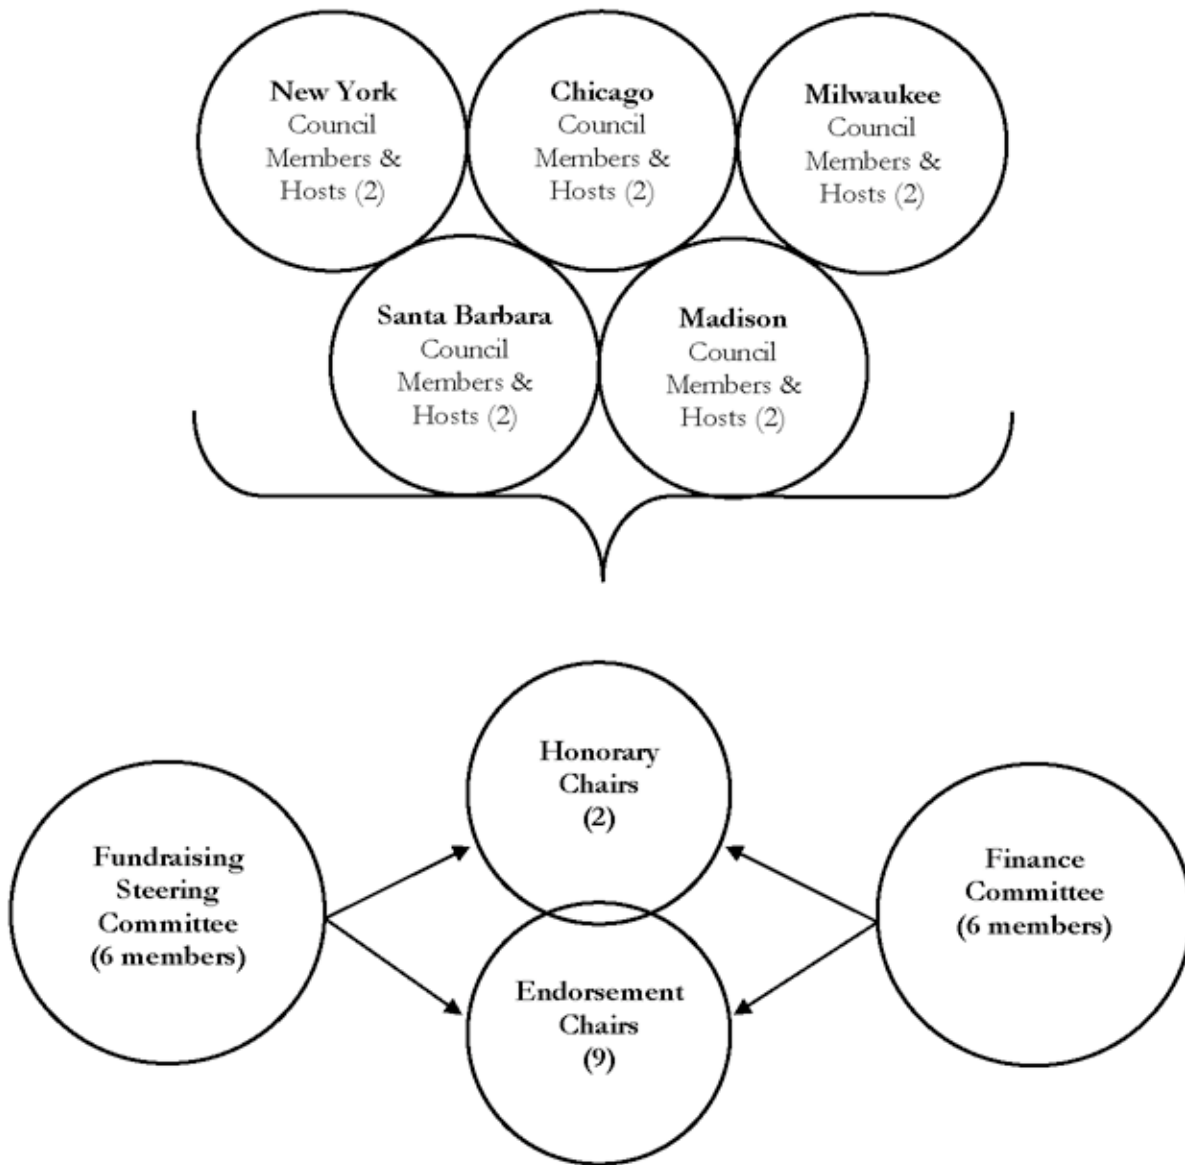 New York
Council
Members &
Hosts (2)
Chicago
Council
Members &
Hosts (2)
Milwaukee
Council
Members &
Hosts (2)
Santa Barbara
Council
Members &
Hosts (2)
Madison
Council
Members &
Hosts (2)
Honorary
Chairs
(2)
Fundraising
Steering
Committee
(6 members)
Finance
Committee
(6 members)
Endorsement
Chairs
(9)